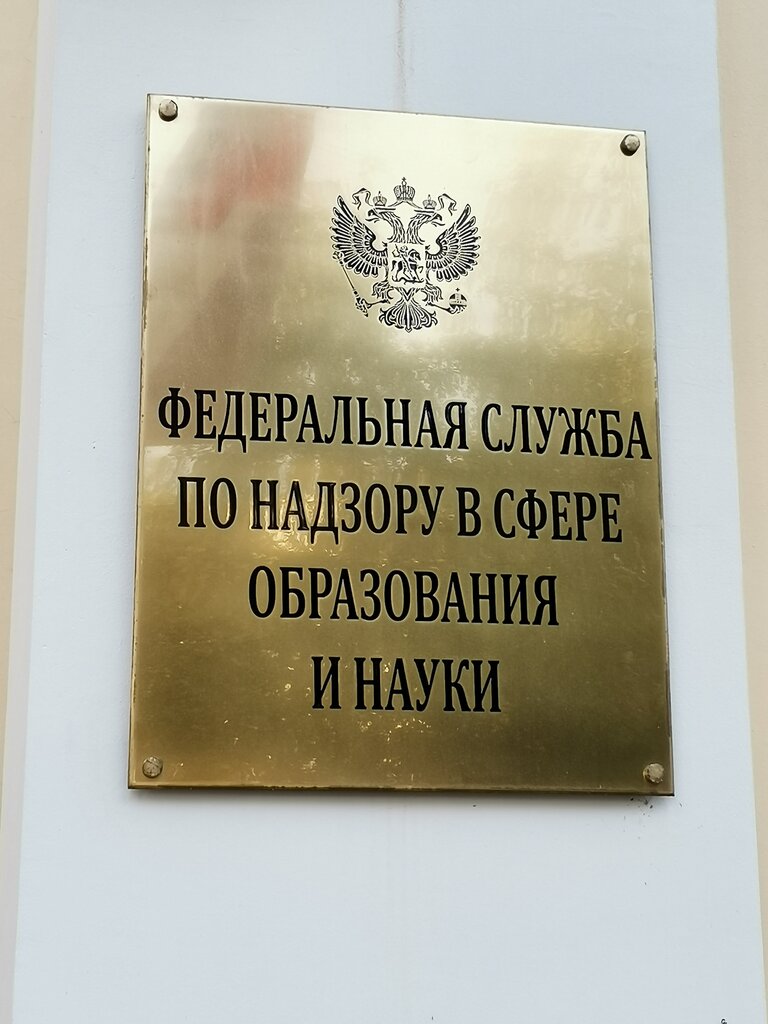 ФЕДЕРАЛЬНАЯ СЛУЖБА
ПО НАДЗОРУ В СФЕРЕ
ОБРАЗОВАНИЯ
И НАУКИ